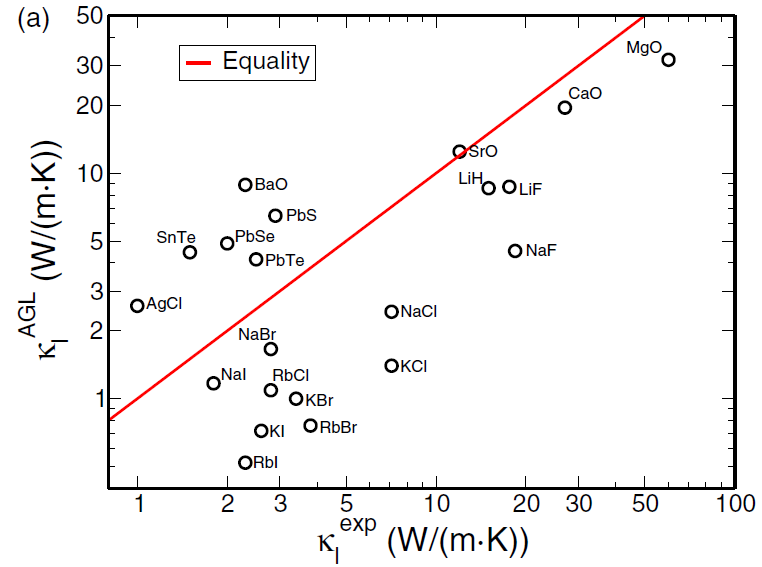 (a)
50
30
20
10
5
3
2
1
κ_l^AGL (W/(m·K))
Equality
MgO
CaO
SrO
LiH
LiF
BaO
PbS
SnTe
PbSe
PbTe
NaF
AgCl
NaCl
NaBr
KCl
NaI
RbCl
KBr
RbBr
KI
RbI
1
2
3
5
10
20
30
50
100
κ_l^exp (W/(m·K))